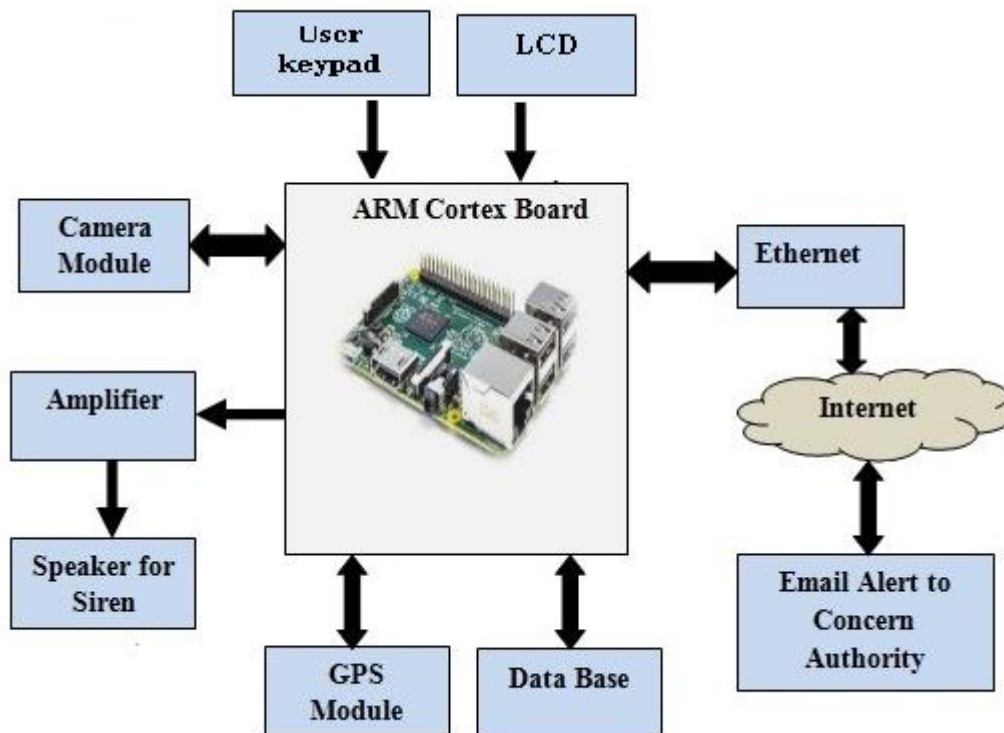 User
keypad
LCD
ARM Cortex Board
Camera
Module
Ethernet
Amplifier
Internet
Speaker for
Siren
Email Alert to
Concern
Authority
GPS
Module
Data Base